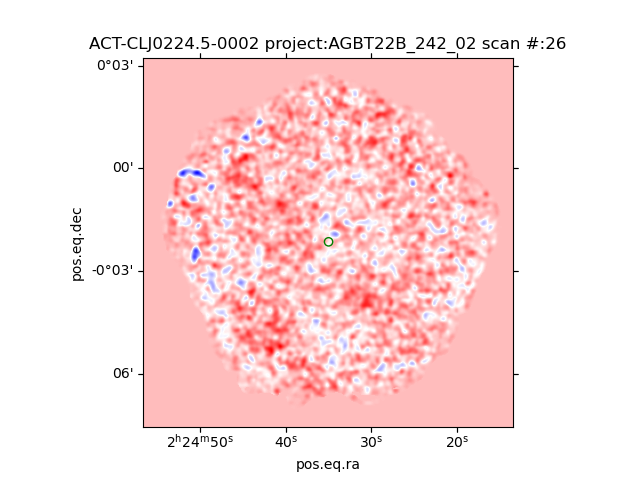 ACT-CLJ0224.5-0002 project:AGBT22B_242_02 scan #:26
0°03'
00'
-0°03'
06'
pos.eq.dec
2h24m50s 40s 30s 20s
pos.eq.ra